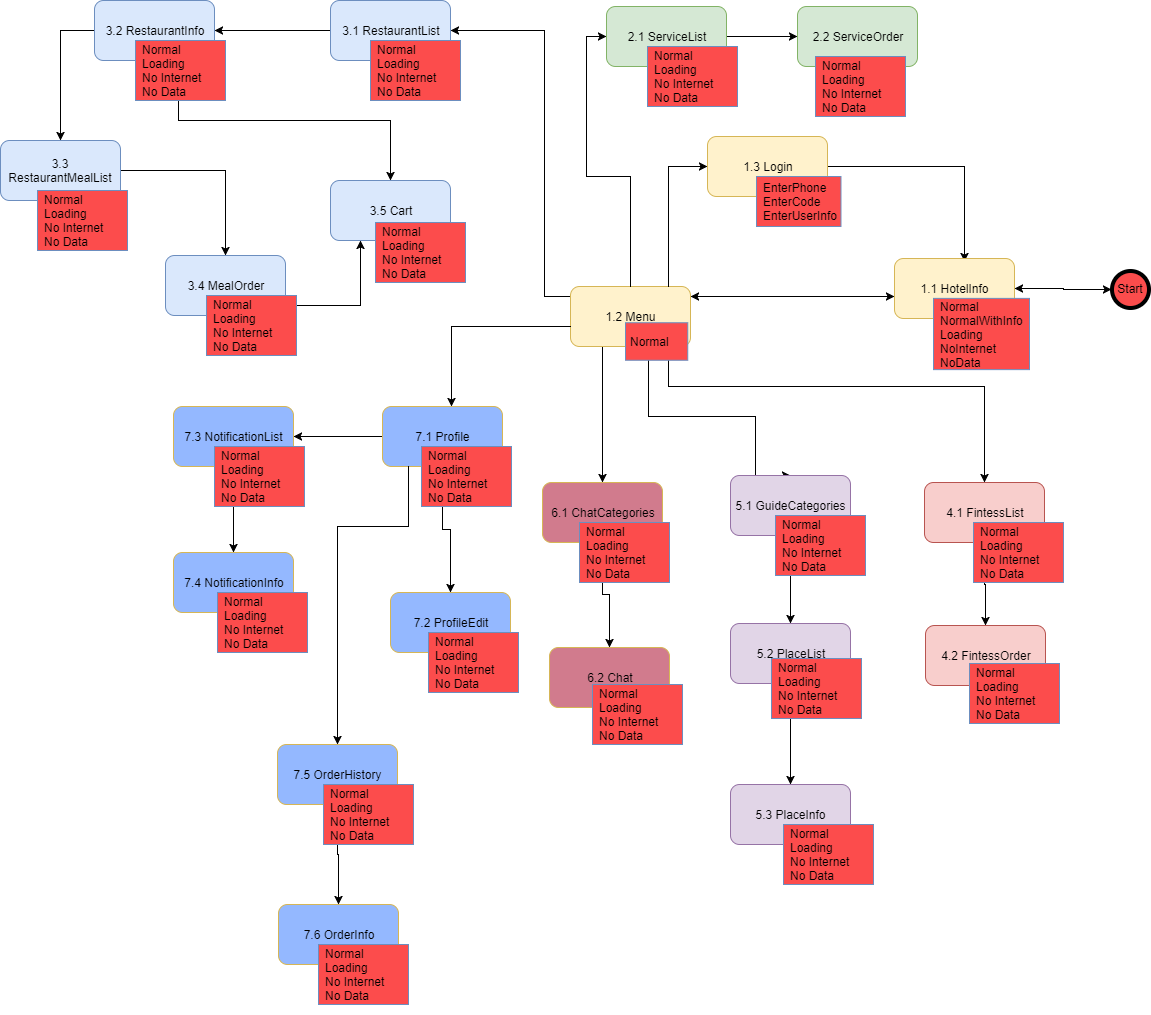 3.2 RestaurantInfo
Normal
Loading
No Internet
No Data
3.1 RestaurantList
Normal
Loading
No Internet
No Data
2.1 ServiceList
Normal
Loading
No Internet
No Data
2.2 ServiceOrder
Normal
Loading
No Internet
No Data
3.3
RestaurantMealList
Normal
Loading
No Internet
No Data
3.5 Cart
Normal
Loading
No Internet
No Data
1.3 Login
EnterPhone
EnterCode
EnterUserInfo
3.4 MealOrder
Normal
Loading
No Internet
No Data
1.2 Menu
Normal
1.1 HotelInfo
Normal
NormalWithInfo
Loading
NoInternet
NoData
Start
7.3 NotificationList
Normal
Loading
No Internet
No Data
7.1 Profile
Normal
Loading
No Internet
No Data
6.1 ChatCategories
Normal
Loading
No Internet
No Data
5.1 GuideCategories
Normal
Loading
No Internet
No Data
4.1 FintessList
Normal
Loading
No Internet
No Data
7.4 NotificationInfo
Normal
Loading
No Internet
No Data
7.2 ProfileEdit
Normal
Loading
No Internet
No Data
6.2 Chat
Normal
Loading
No Internet
No Data
5.2 PlaceList
Normal
Loading
No Internet
No Data
4.2 FintessOrder
Normal
Loading
No Internet
No Data
7.5 OrderHistory
Normal
Loading
No Internet
No Data
5.3 PlaceInfo
Normal
Loading
No Internet
No Data
7.6 OrderInfo
Normal
Loading
No Internet
No Data